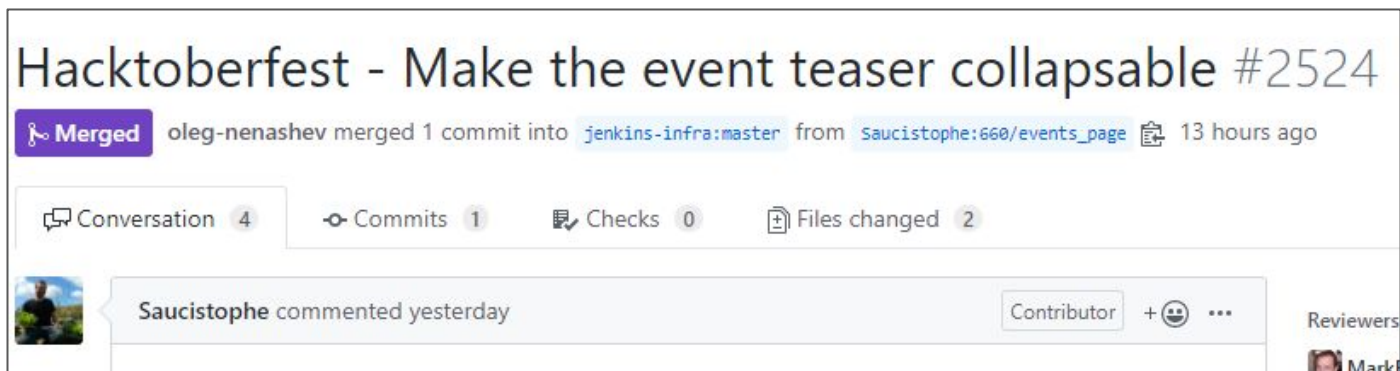 Hacktoberfest - Make the event teaser collapsable #2524
Merged oleg-nenashev merged 1 commit into jenkins-infra:master from Saucistophe:660/events_page 13 hours ago
Conversation 4 Commits 1 Checks 0 Files changed 2
Saucistophe commented yesterday Contributor
Reviewers